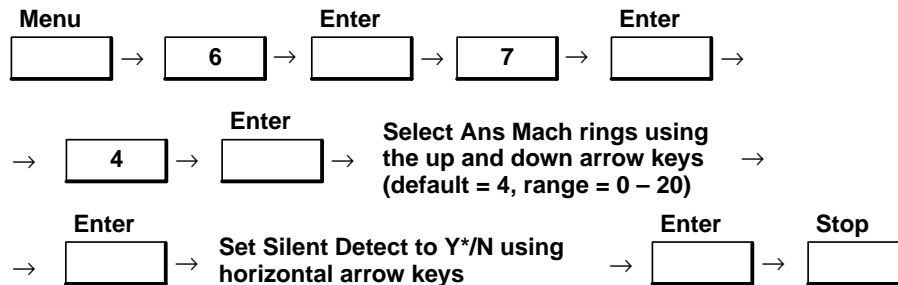 Menu Enter Enter
→ 6 → → 7 → →
Enter
→ 4 → → Select Ans Mach rings using
the up and down arrow keys →
(default = 4, range = 0 – 20)
Enter Enter Stop
→ → Set Silent Detect to Y*/N using
horizontal arrow keys → →